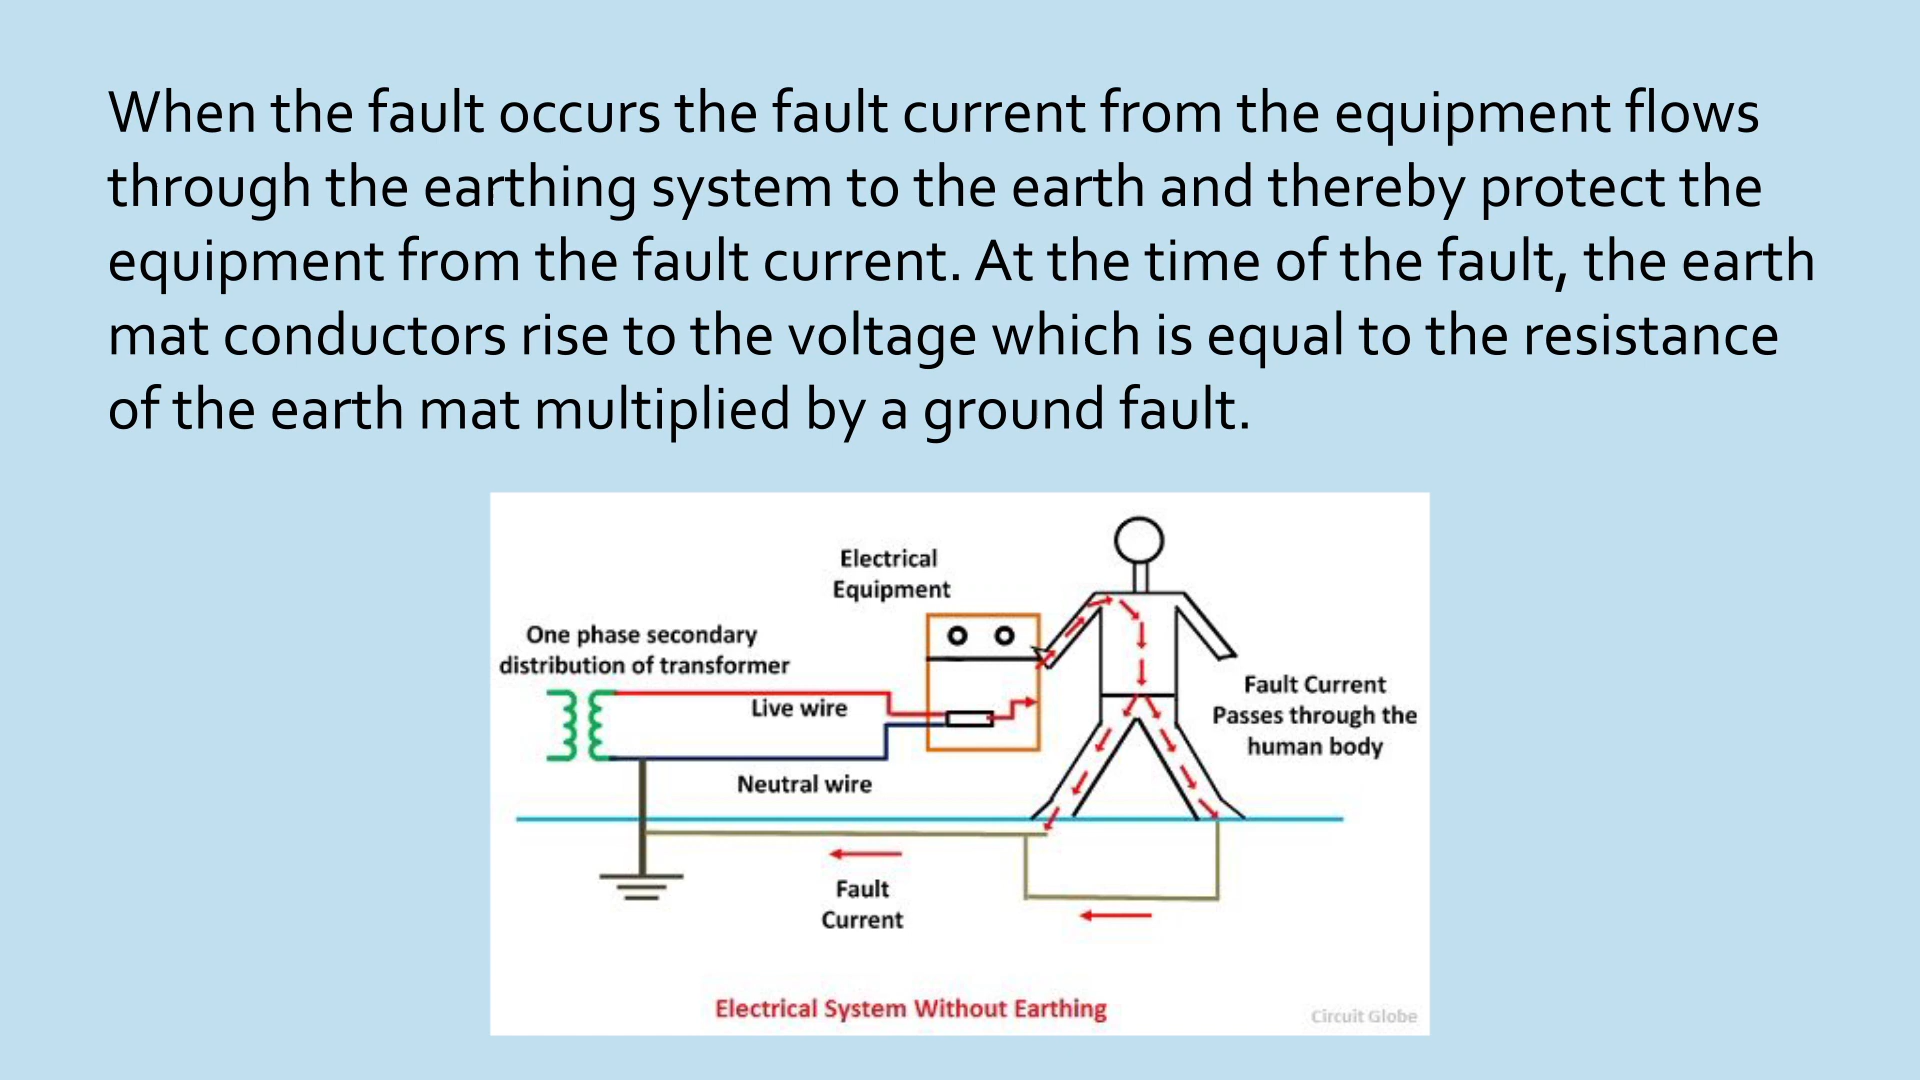 When the fault occurs the fault current from the equipment flows
through the earthing system to the earth and thereby protect the
equipment from the fault current. At the time of the fault, the earth
mat conductors rise to the voltage which is equal to the resistance
of the earth mat multiplied by a ground fault.
Electrical
Equipment
One phase secondary
distribution of transformer
Live wire
Neutral wire
Fault Current
Passes through the
human body
Fault
Current
Electrical System Without Earthing
Circuit Globe